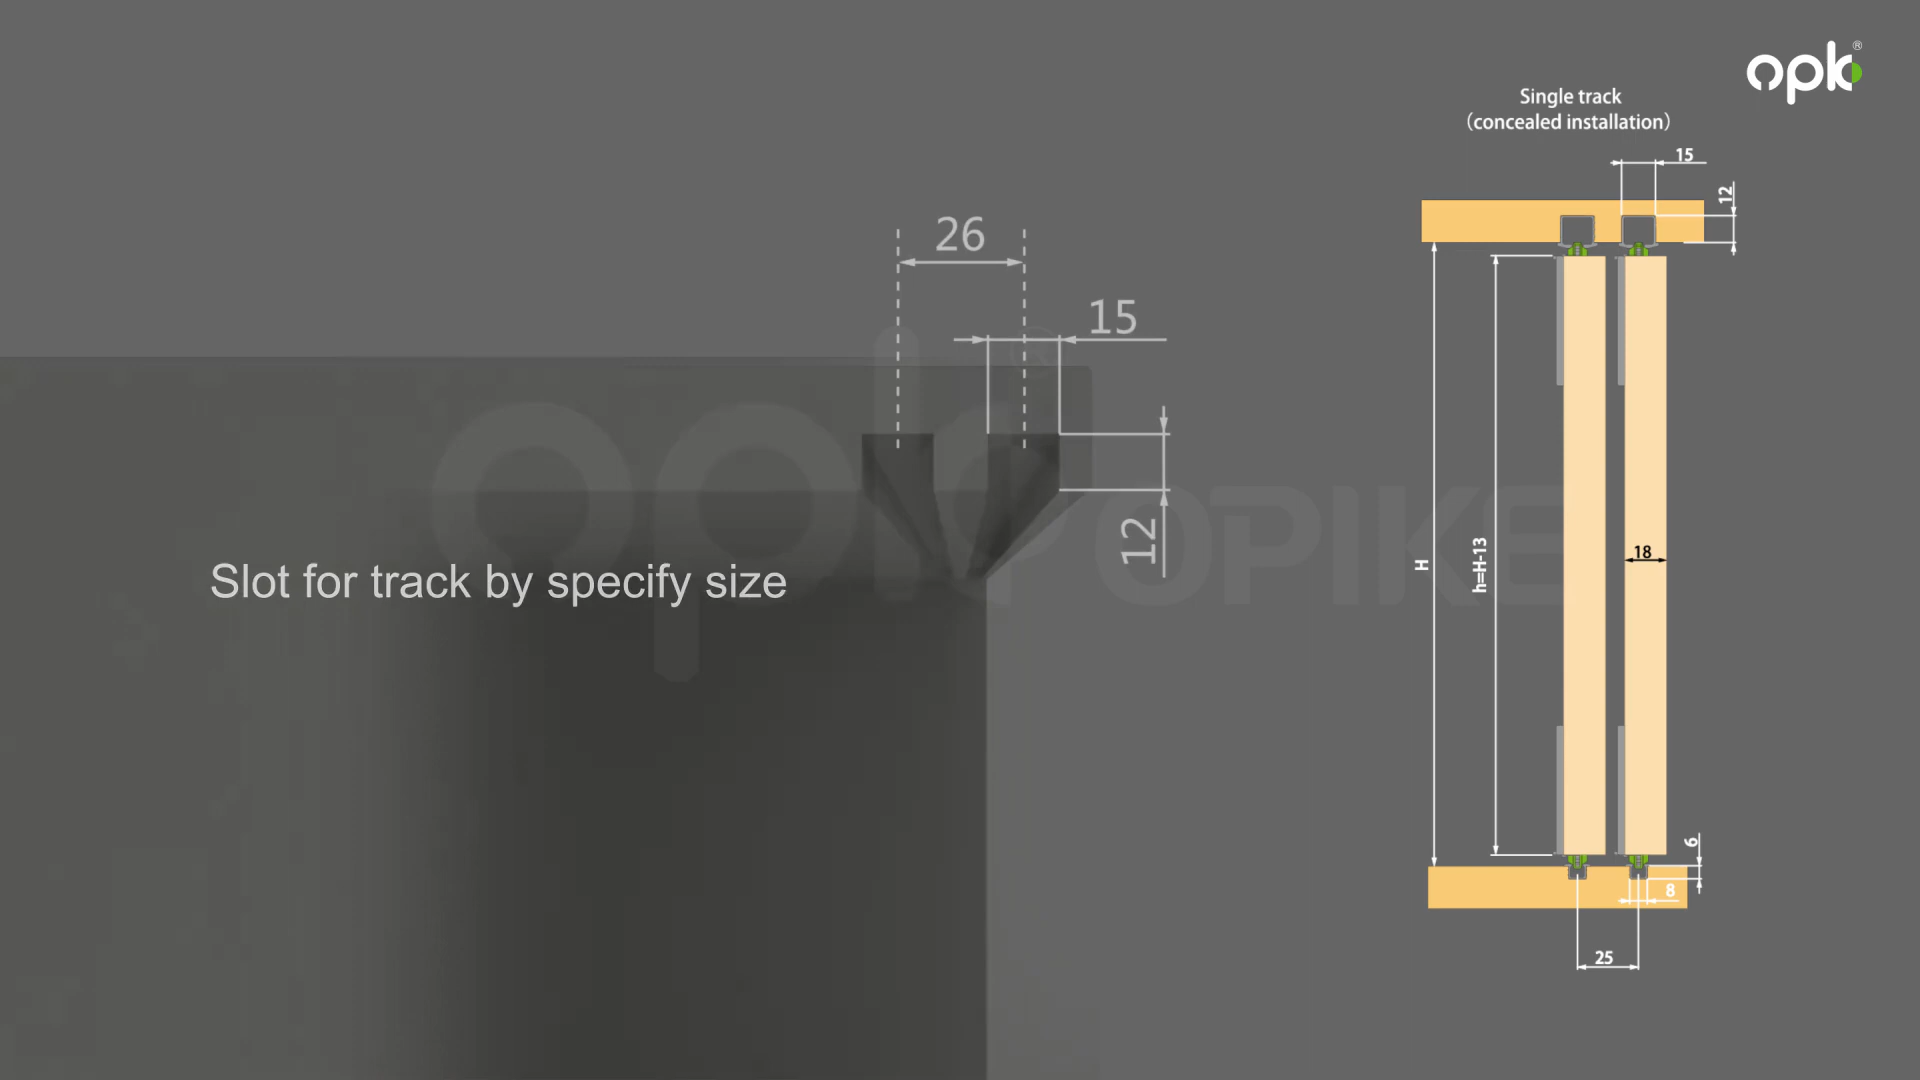 opk®
Single track
(concealed installation)
15
12
26
15
12
Slot for track by specify size
opk®
OPIKE
H
h=H-13
18
6
8
25